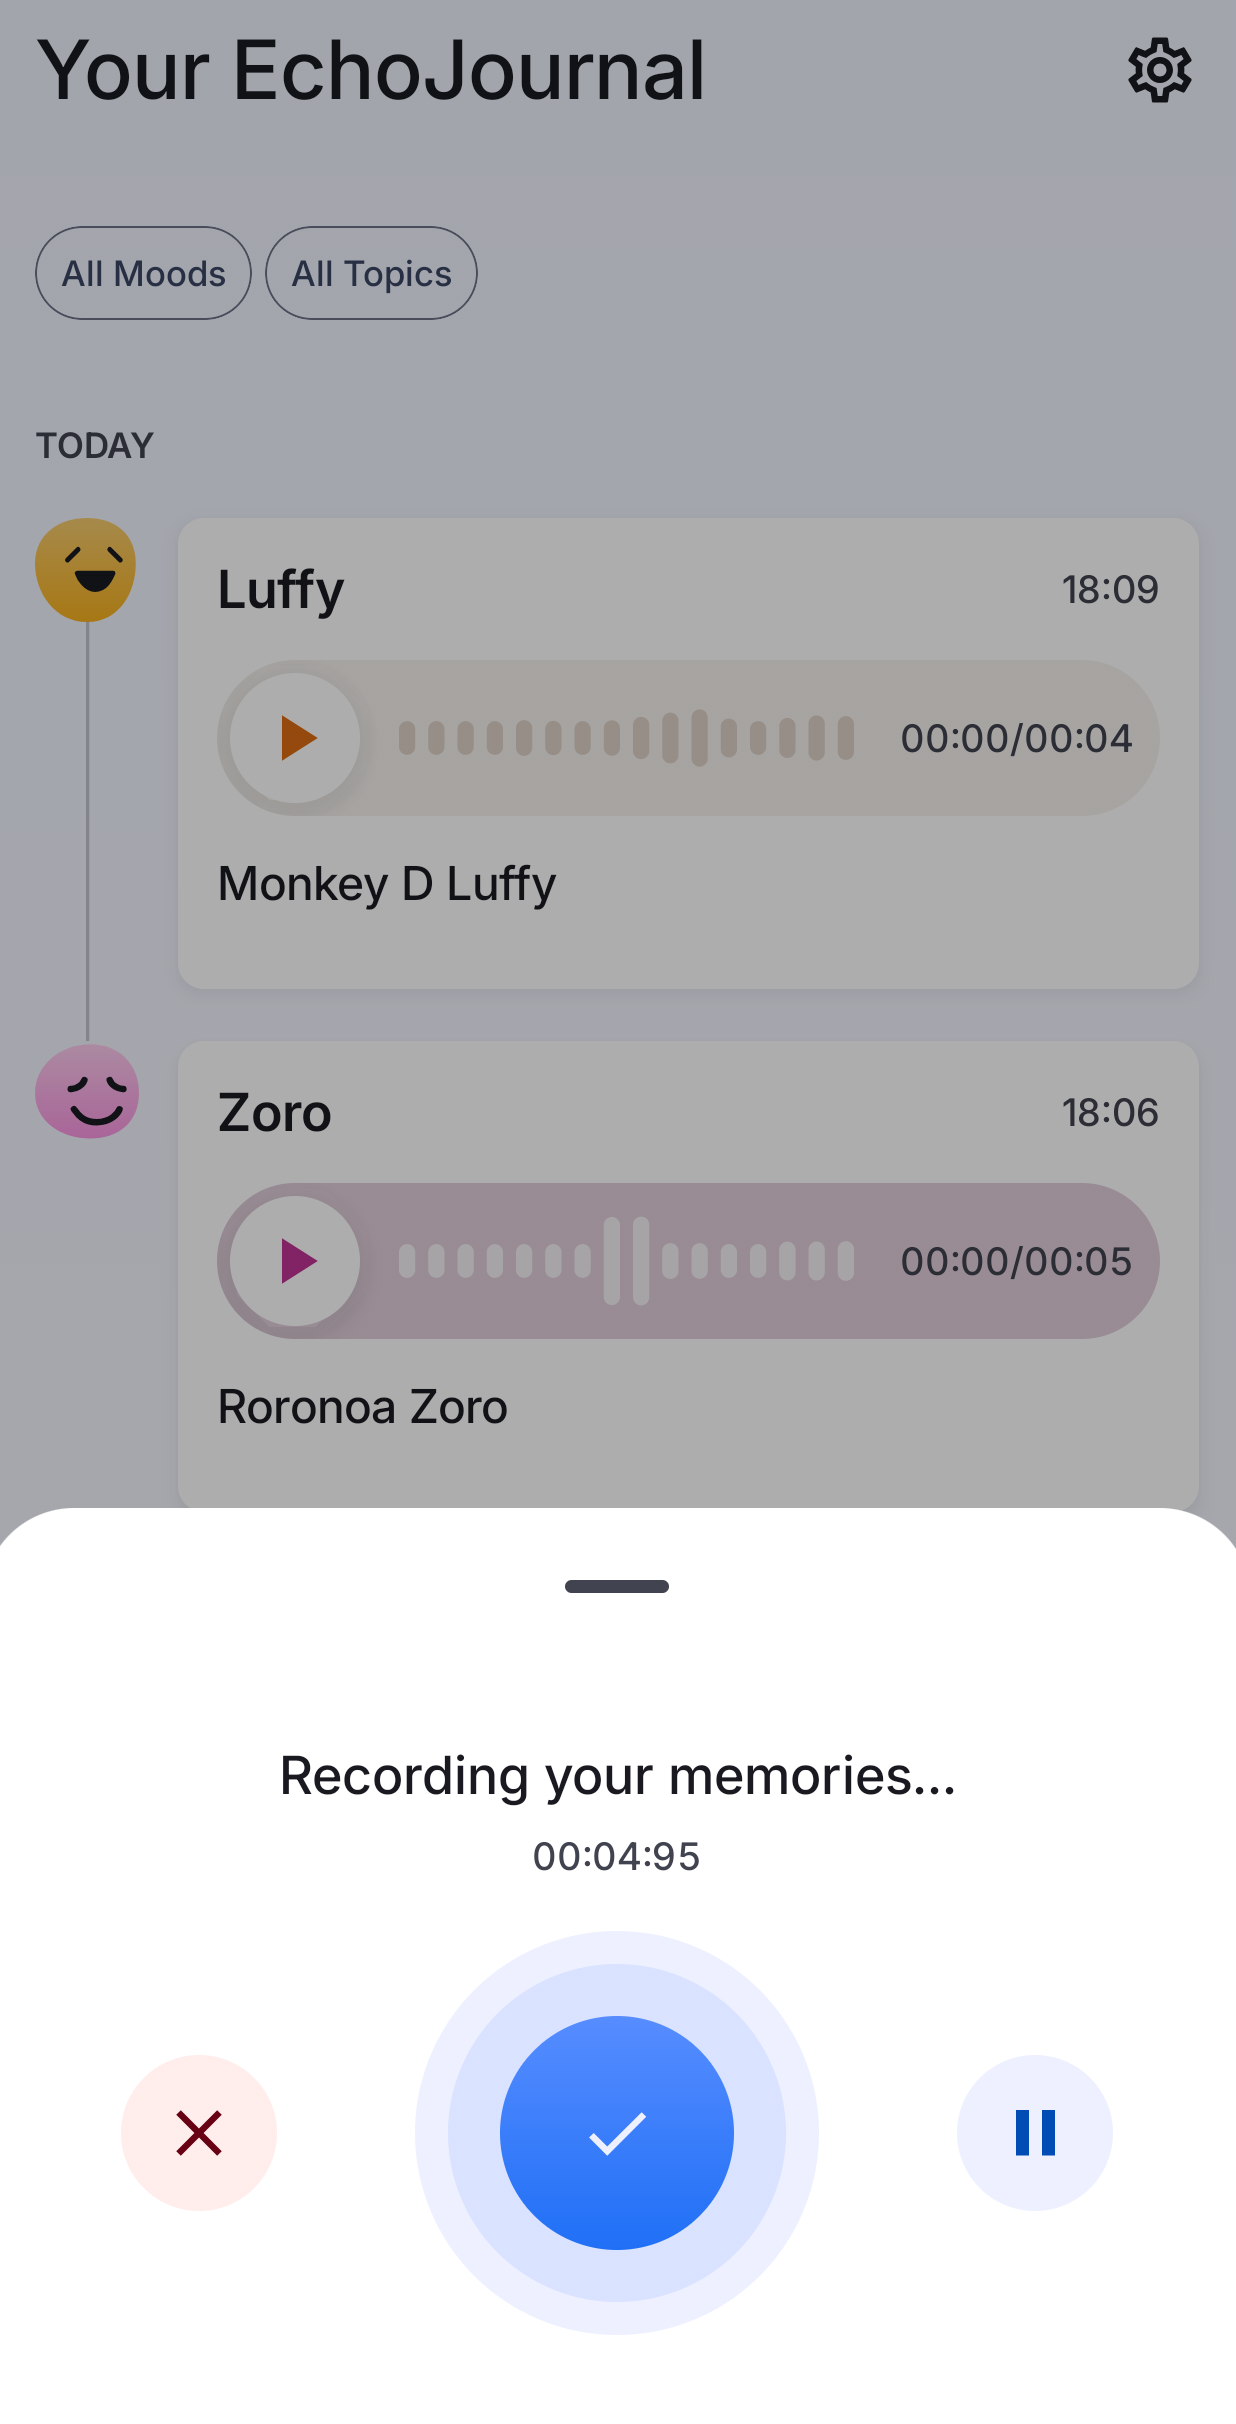 Your EchoJournal
All Moods
All Topics
TODAY
Luffy
18:09
00:00/00:04
Monkey D Luffy
Zoro
18:06
00:00/00:05
Roronoa Zoro
Recording your memories...
00:04:95